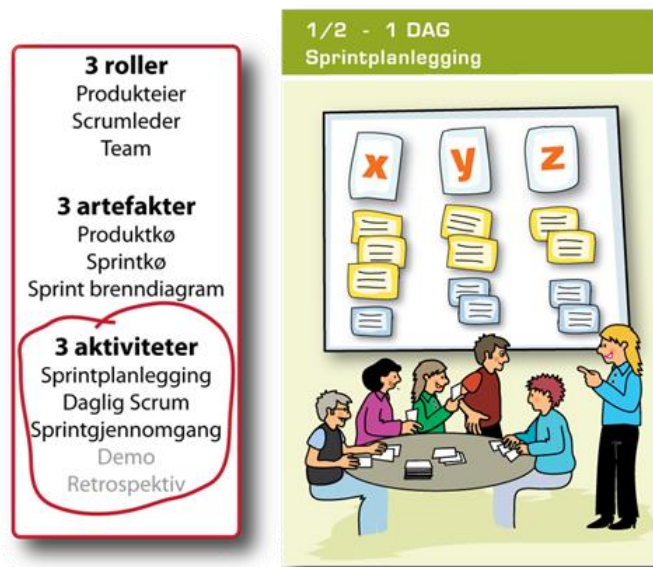 3 roller
Produkteier
Scrumleder
Team
3 artefakter
Produktkø
Sprintkø
Sprint brenndiagram
3 aktiviteter
Sprintplanlegging
Daglig Scrum
Sprintgjennomgang
Demo
Retrospektiv
1/2 - 1 DAG
Sprintplanlegging
x y z